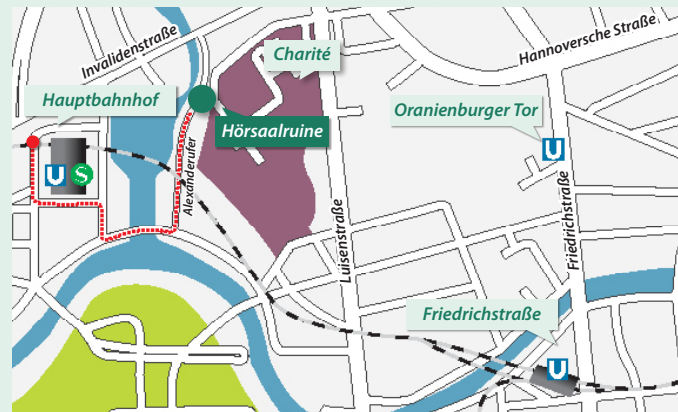 Invalidenstraße
Charité
Hannoversche Straße
Hauptbahnhof
Oranienburger Tor
Hörsaalruine
U
U
S
Alexanderufer
Luisenstraße
Friedrichstraße
Friedrichstraße
U